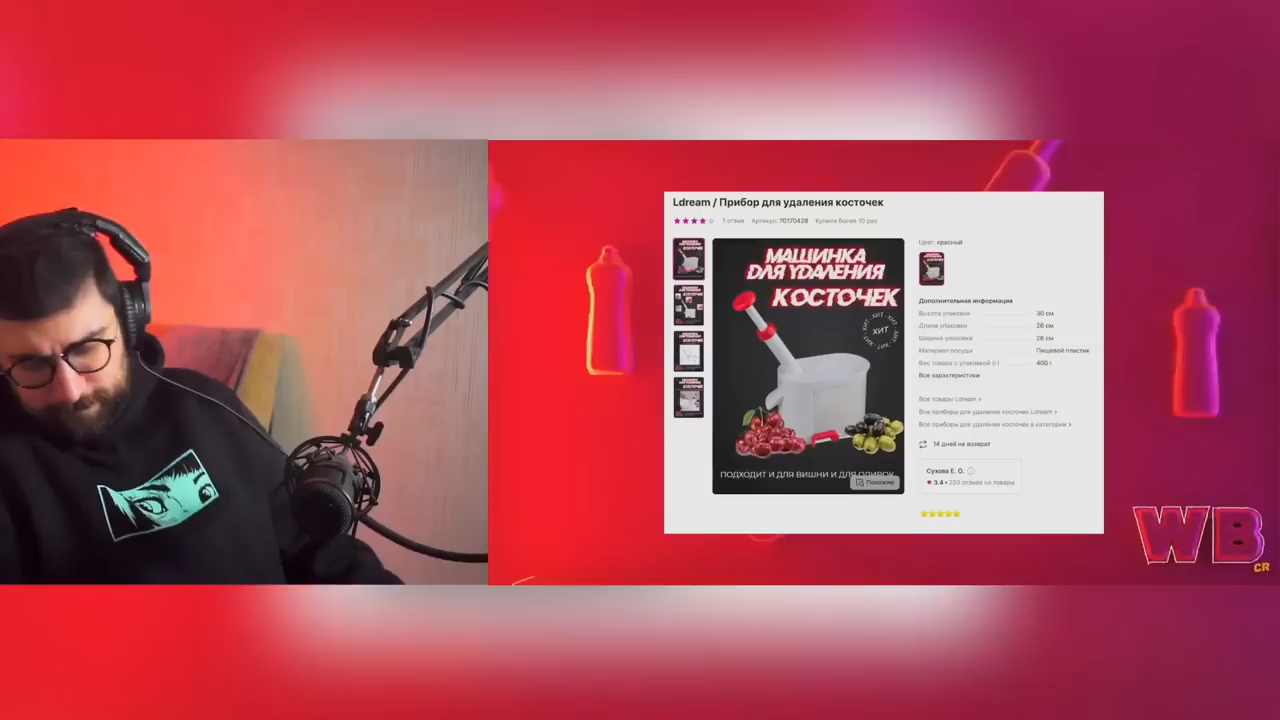 Ldream / Прибор для удаления косточек
1 отзыв Артикул: 70170428 Купили более 10 раз
МАШИНКА
ДЛЯ УДАЛЕНИЯ
КОСТОЧЕК
ХИТ
ПОДХОДИТ И ДЛЯ ВИШНИ И ДЛЯ ОЛИВОК
Похожие
Цвет: красный
Дополнительная информация
Высота упаковки 30 см
Длина упаковки 26 см
Ширина упаковки 26 см
Материал посуды Пищевой пластик
Вес товара с упаковкой (г) 400 г
Все характеристики
Все товары Ldream >
Все приборы для удаления косточек Ldream >
Все приборы для удаления косточек в категории >
14 дней на возврат
Сухова Е. О.
3.4 • 233 отзыва на товары
WB
CR